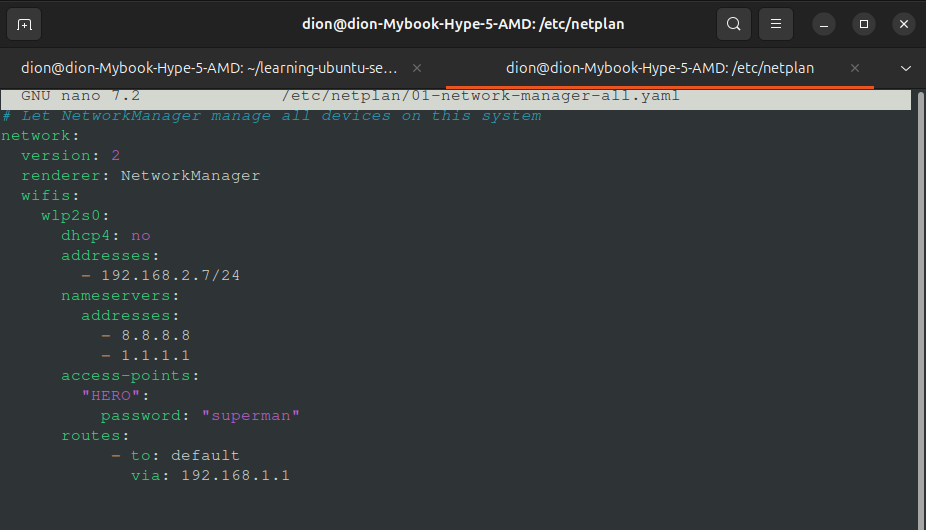 dion@dion-Mybook-Hype-5-AMD: /etc/netplan
dion@dion-Mybook-Hype-5-AMD: ~/learning-ubuntu-se... ×
dion@dion-Mybook-Hype-5-AMD: /etc/netplan ×
GNU nano 7.2 /etc/netplan/01-network-manager-all.yaml
# Let NetworkManager manage all devices on this system
network:
  version: 2
  renderer: NetworkManager
  wifis:
    wlp2s0:
      dhcp4: no
      addresses:
        - 192.168.2.7/24
      nameservers:
        addresses:
          - 8.8.8.8
          - 1.1.1.1
      access-points:
        "HERO":
          password: "superman"
      routes:
           - to: default
             via: 192.168.1.1